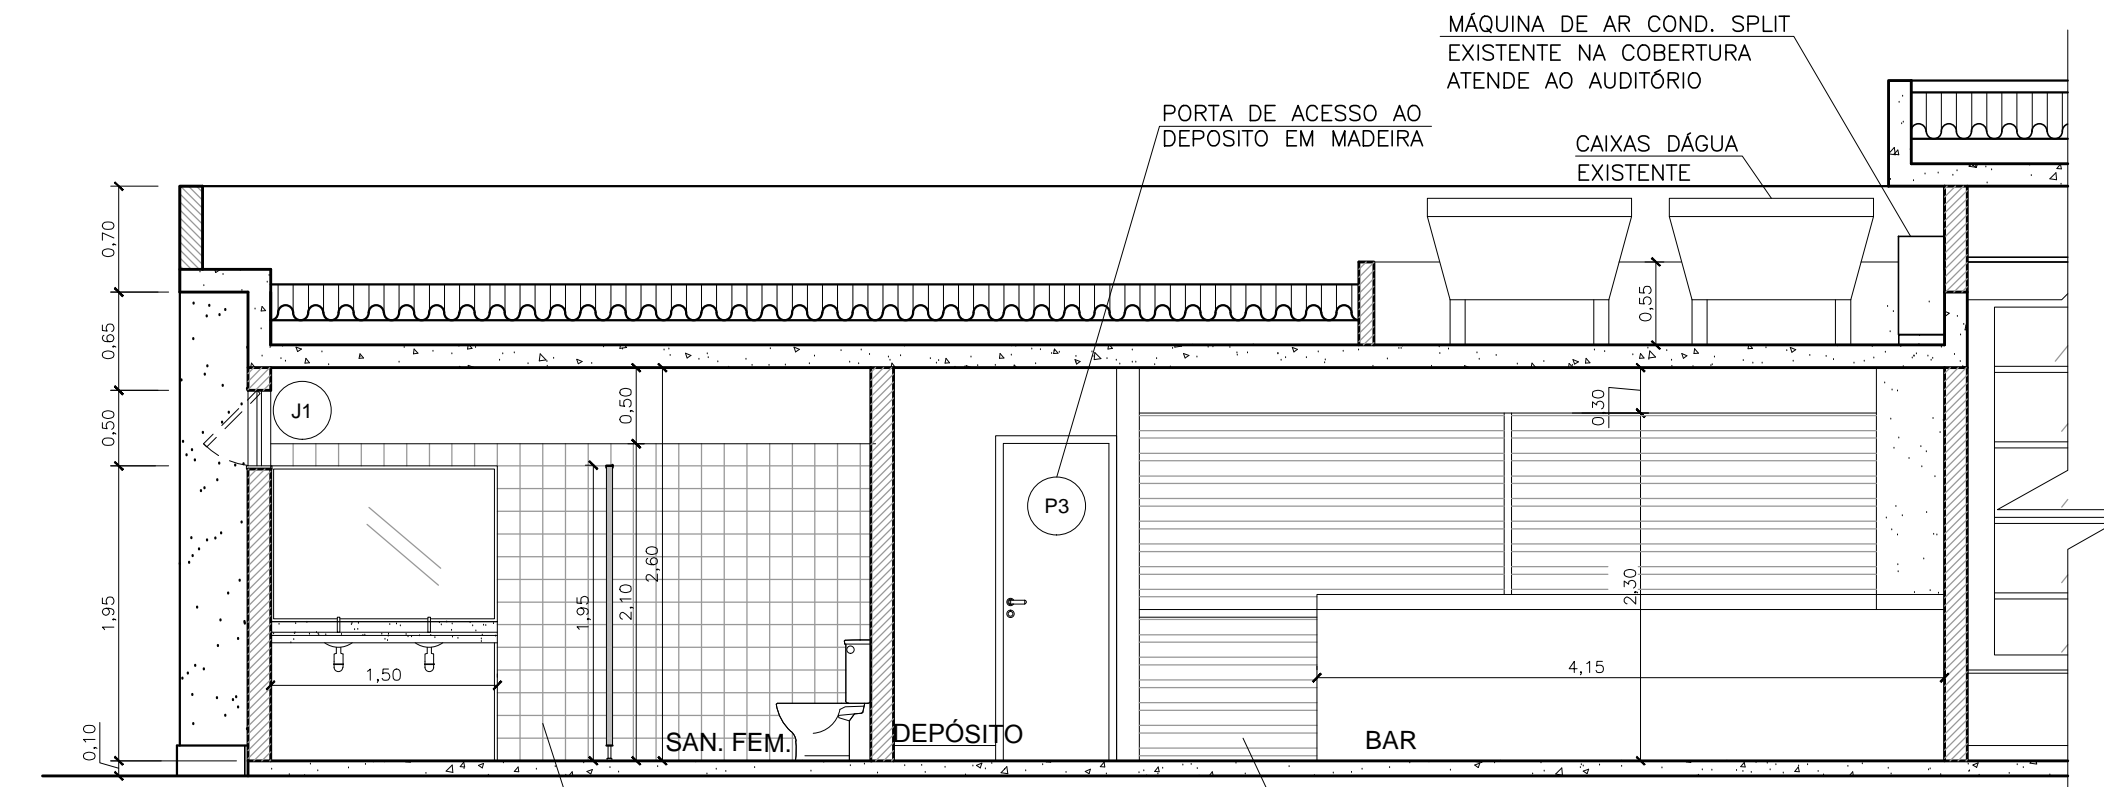 MÁQUINA DE AR COND. SPLIT
EXISTENTE NA COBERTURA
ATENDE AO AUDITÓRIO
PORTA DE ACESSO AO
DEPOSITO EM MADEIRA
CAIXAS DÁGUA
EXISTENTE
0,70
0,65
0,50
1,95
0,10
J1
0,50
2,60
2,10
1,95
1,50
SAN. FEM.
DEPÓSITO
P3
0,55
0,30
2,30
4,15
BAR